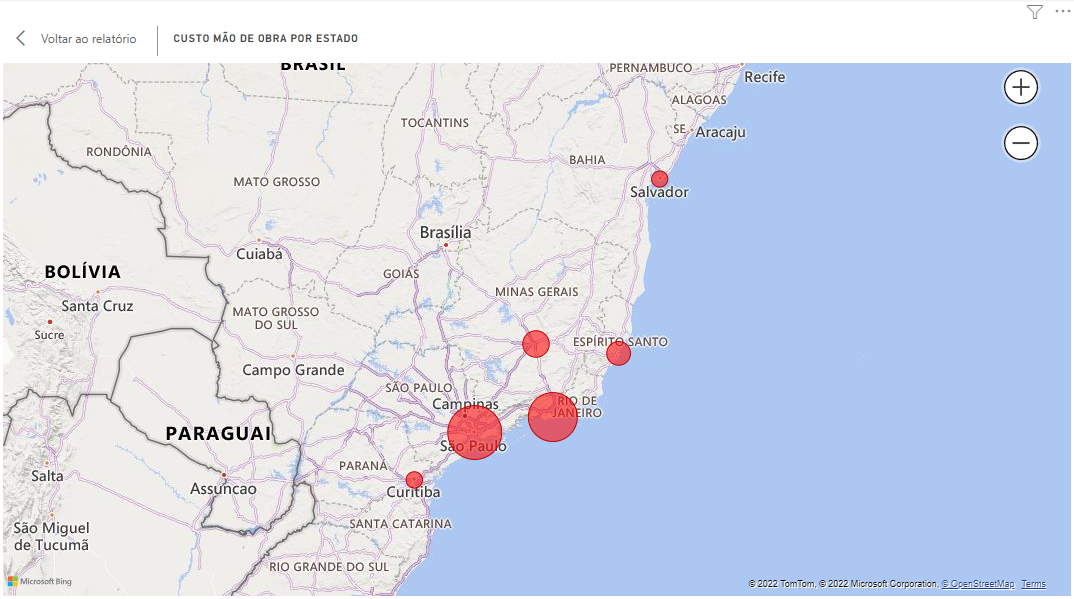 Voltar ao relatório
CUSTO MÃO DE OBRA POR ESTADO
BRASIL
PERNAMBUCO
Recife
ALAGOAS
TOCANTINS
SE
Aracaju
RONDÔNIA
BAHIA
MATO GROSSO
Salvador
Brasília
Cuiabá
GOIÁS
BOLÍVIA
MINAS GERAIS
Santa Cruz
MATO GROSSO
DO SUL
Sucre
ESPÍRITO SANTO
Campo Grande
SÃO PAULO
Campinas
RIO DE
JANEIRO
PARAGUAI
São Paulo
PARANÁ
Salta
Assuncao
Curitiba
São Miguel
de Tucumã
SANTA CATARINA
RIO GRANDE DO SUL
Microsoft Bing
© 2022 TomTom, © 2022 Microsoft Corporation, © OpenStreetMap Terms